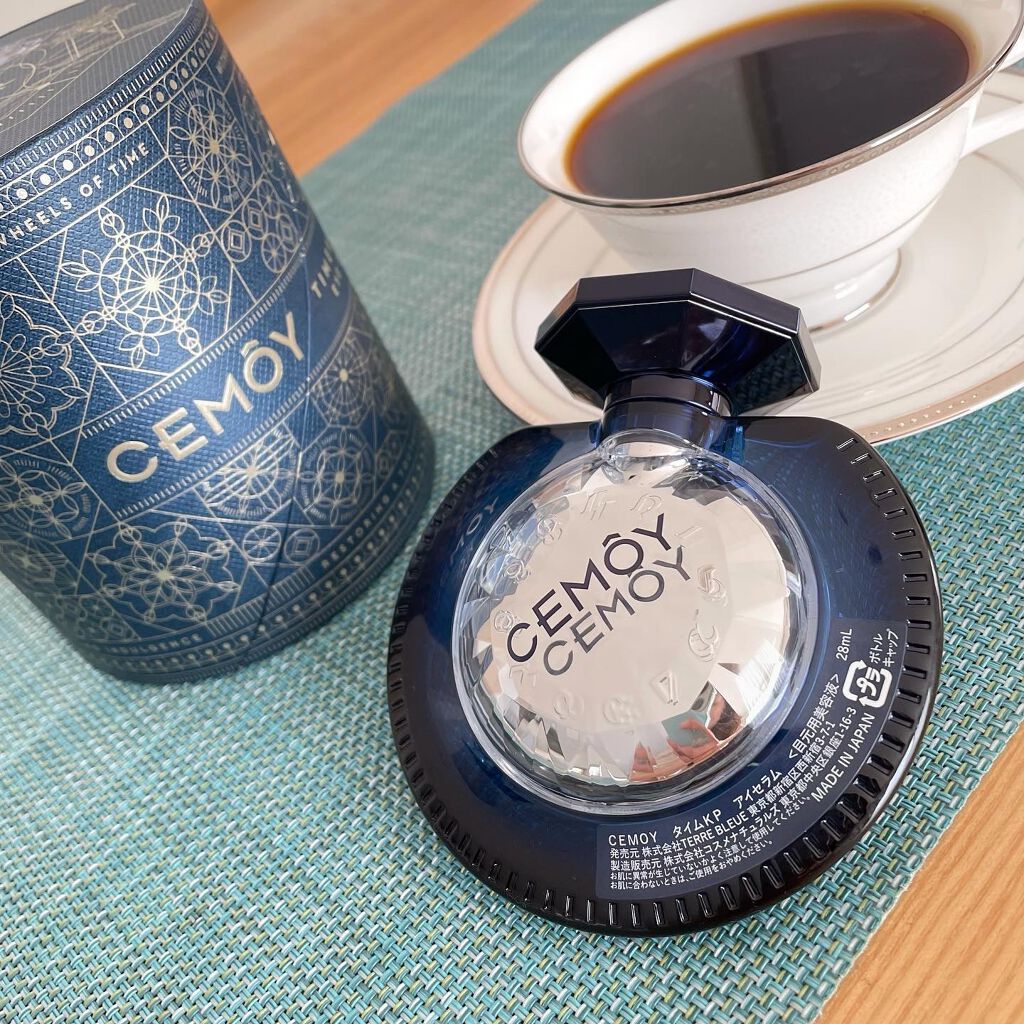 WHEELS OF TIME
CEMÔY
CEMÔY
CEMOY
CEMOY タイムKP アイセラム <目元用美容液> 28mL
発売元 株式会社TERRE BLEUE 東京都新宿区西新宿3-7-1
製造販売元 株式会社コスメナチュラルズ 東京都中央区銀座1-16-3
お肌に異常が生じていないかよく注意して使用してください。
お肌に合わないときは、ご使用をおやめください。
MADE IN JAPAN
プラ
ボトル
キャップ